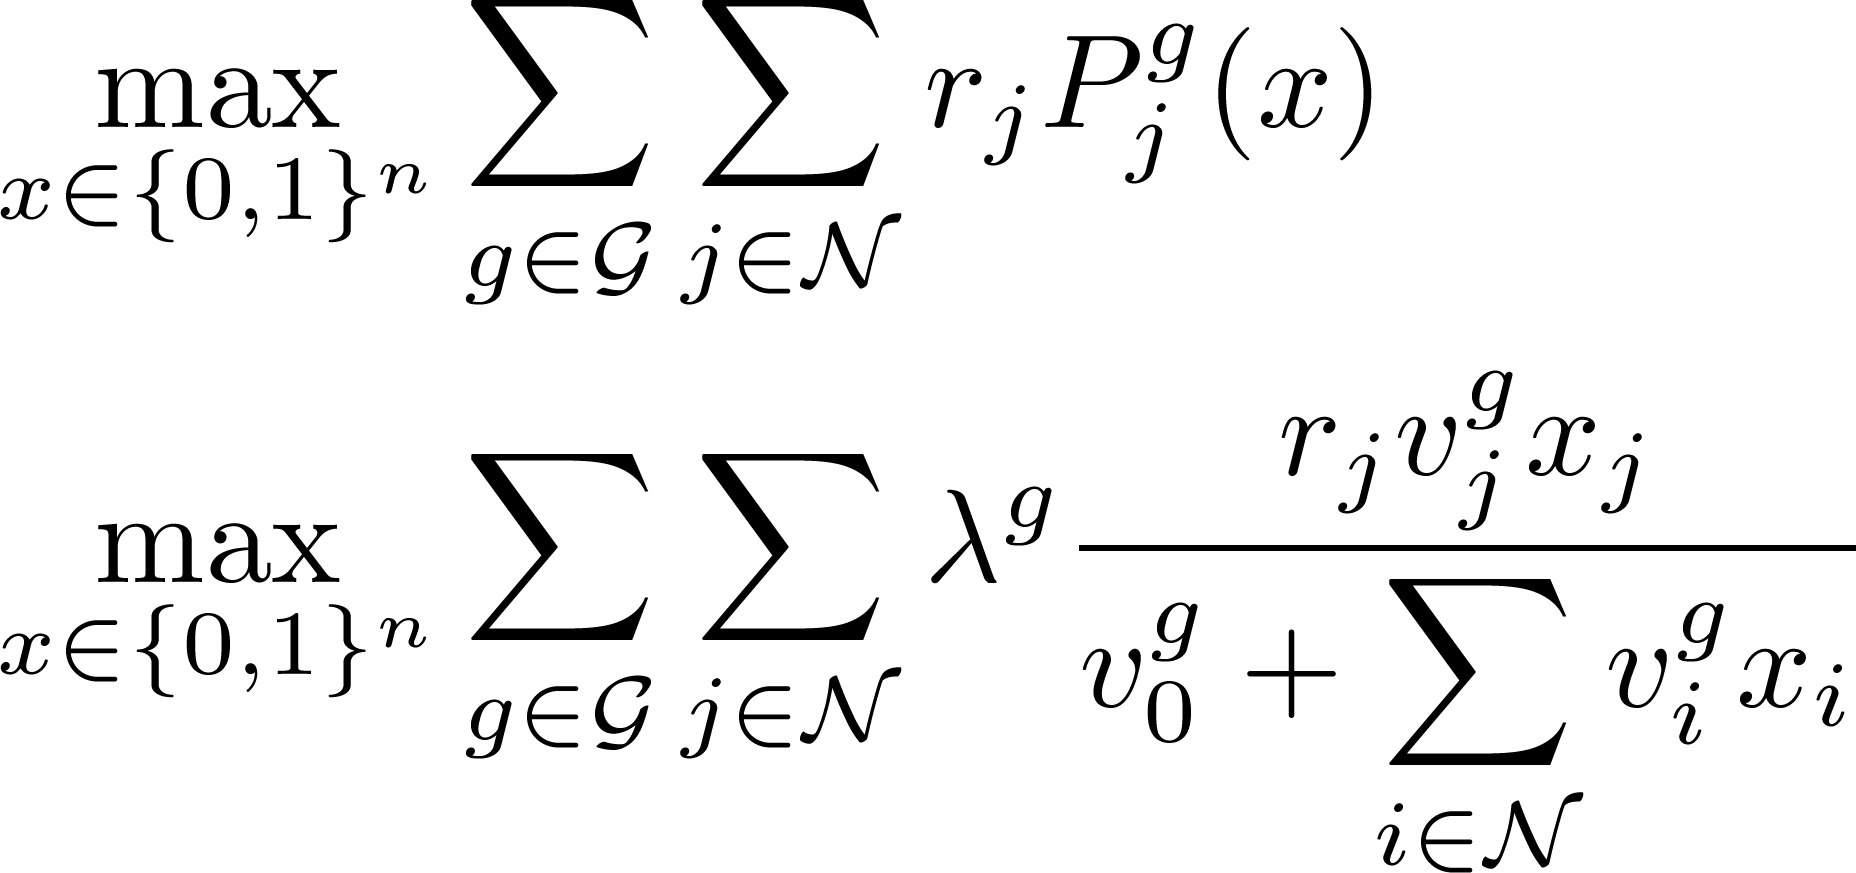 \max_{x \in \{0,1\}^n} \sum_{g \in \mathcal{G}} \sum_{j \in \mathcal{N}} r_j P_j^g(x)
\max_{x \in \{0,1\}^n} \sum_{g \in \mathcal{G}} \sum_{j \in \mathcal{N}} \lambda^g \frac{r_j v_j^g x_j}{v_0^g + \sum_{i \in \mathcal{N}} v_i^g x_i}